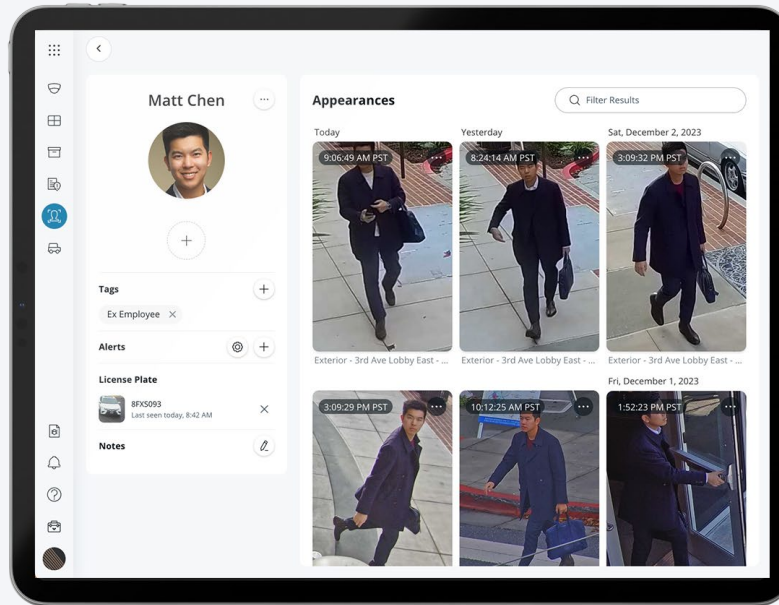 Matt Chen
Tags
Ex Employee
Alerts
License Plate
8FXS093
Last seen today, 8:42 AM
Notes
Appearances
Filter Results
Today
Yesterday
Sat, December 2, 2023
9:06:49 AM PST
8:24:14 AM PST
3:09:32 PM PST
Exterior - 3rd Ave Lobby East - ...
Exterior - 3rd Ave Lobby East - ...
Exterior - 3rd Ave Lobby East - ...
Fri, December 1, 2023
3:09:29 PM PST
10:12:25 AM PST
1:52:23 PM PST